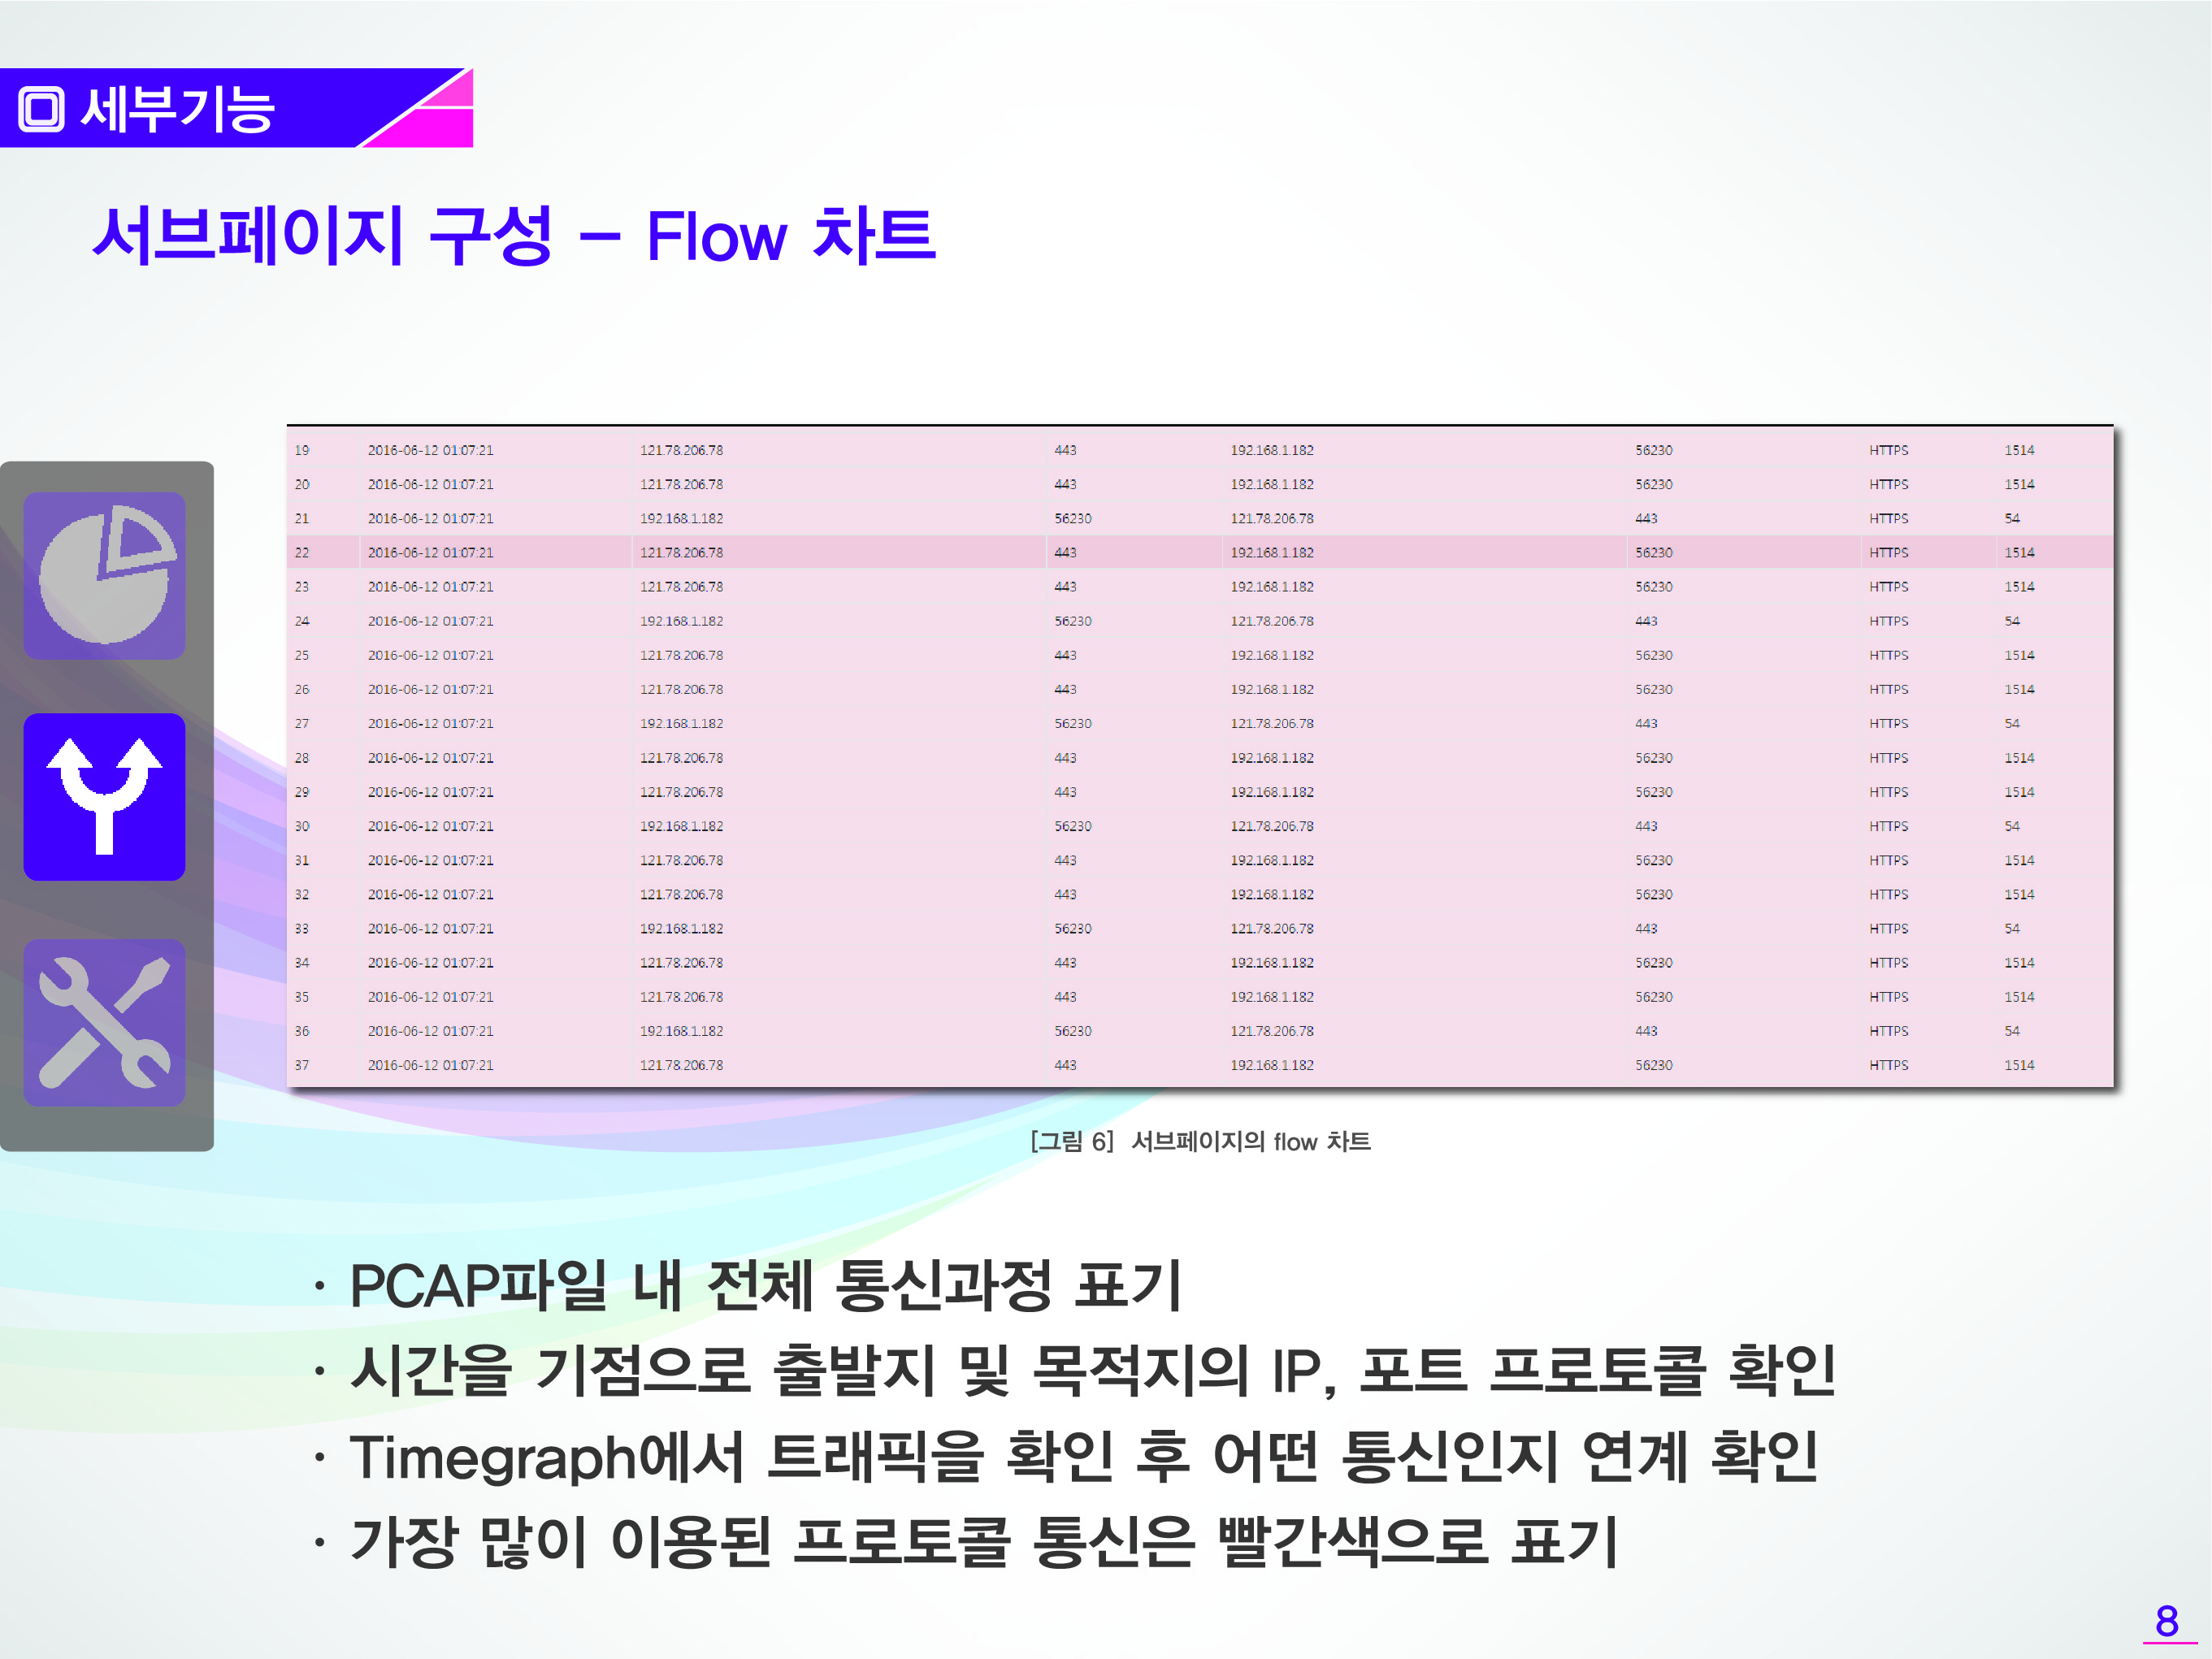 세부기능
서브페이지 구성 – Flow 차트
19 2016-06-12 01:07:21 121.78.206.78 443 192.168.1.182 56230 HTTPS 1514
20 2016-06-12 01:07:21 121.78.206.78 443 192.168.1.182 56230 HTTPS 1514
21 2016-06-12 01:07:21 192.168.1.182 56230 121.78.206.78 443 HTTPS 54
22 2016-06-12 01:07:21 121.78.206.78 443 192.168.1.182 56230 HTTPS 1514
23 2016-06-12 01:07:21 121.78.206.78 443 192.168.1.182 56230 HTTPS 1514
24 2016-06-12 01:07:21 192.168.1.182 56230 121.78.206.78 443 HTTPS 54
25 2016-06-12 01:07:21 121.78.206.78 443 192.168.1.182 56230 HTTPS 1514
26 2016-06-12 01:07:21 121.78.206.78 443 192.168.1.182 56230 HTTPS 1514
27 2016-06-12 01:07:21 192.168.1.182 56230 121.78.206.78 443 HTTPS 54
28 2016-06-12 01:07:21 121.78.206.78 443 192.168.1.182 56230 HTTPS 1514
29 2016-06-12 01:07:21 121.78.206.78 443 192.168.1.182 56230 HTTPS 1514
30 2016-06-12 01:07:21 192.168.1.182 56230 121.78.206.78 443 HTTPS 54
31 2016-06-12 01:07:21 121.78.206.78 443 192.168.1.182 56230 HTTPS 1514
32 2016-06-12 01:07:21 121.78.206.78 443 192.168.1.182 56230 HTTPS 1514
33 2016-06-12 01:07:21 192.168.1.182 56230 121.78.206.78 443 HTTPS 54
34 2016-06-12 01:07:21 121.78.206.78 443 192.168.1.182 56230 HTTPS 1514
35 2016-06-12 01:07:21 121.78.206.78 443 192.168.1.182 56230 HTTPS 1514
36 2016-06-12 01:07:21 192.168.1.182 56230 121.78.206.78 443 HTTPS 54
37 2016-06-12 01:07:21 121.78.206.78 443 192.168.1.182 56230 HTTPS 1514
[그림 6] 서브페이지의 flow 차트
· PCAP파일 내 전체 통신과정 표기
· 시간을 기점으로 출발지 및 목적지의 IP, 포트 프로토콜 확인
· Timegraph에서 트래픽을 확인 후 어떤 통신인지 연계 확인
· 가장 많이 이용된 프로토콜 통신은 빨간색으로 표기
8